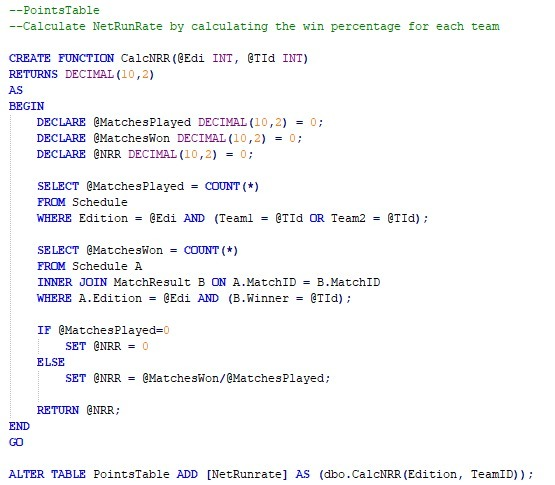 --PointsTable
--Calculate NetRunRate by calculating the win percentage for each team
CREATE FUNCTION CalcNRR(@Edi INT, @TId INT)
RETURNS DECIMAL(10,2)
AS
BEGIN
DECLARE @MatchesPlayed DECIMAL(10,2) = 0;
DECLARE @MatchesWon DECIMAL(10,2) = 0;
DECLARE @NRR DECIMAL(10,2) = 0;
SELECT @MatchesPlayed = COUNT(*)
FROM Schedule
WHERE Edition = @Edi AND (Team1 = @TId OR Team2 = @TId);
SELECT @MatchesWon = COUNT(*)
FROM Schedule A
INNER JOIN MatchResult B ON A.MatchID = B.MatchID
WHERE A.Edition = @Edi AND (B.Winner = @TId);
IF @MatchesPlayed=0
SET @NRR = 0
ELSE
SET @NRR = @MatchesWon/@MatchesPlayed;
RETURN @NRR;
END
GO
ALTER TABLE PointsTable ADD [NetRunrate] AS (dbo.CalcNRR(Edition, TeamID));